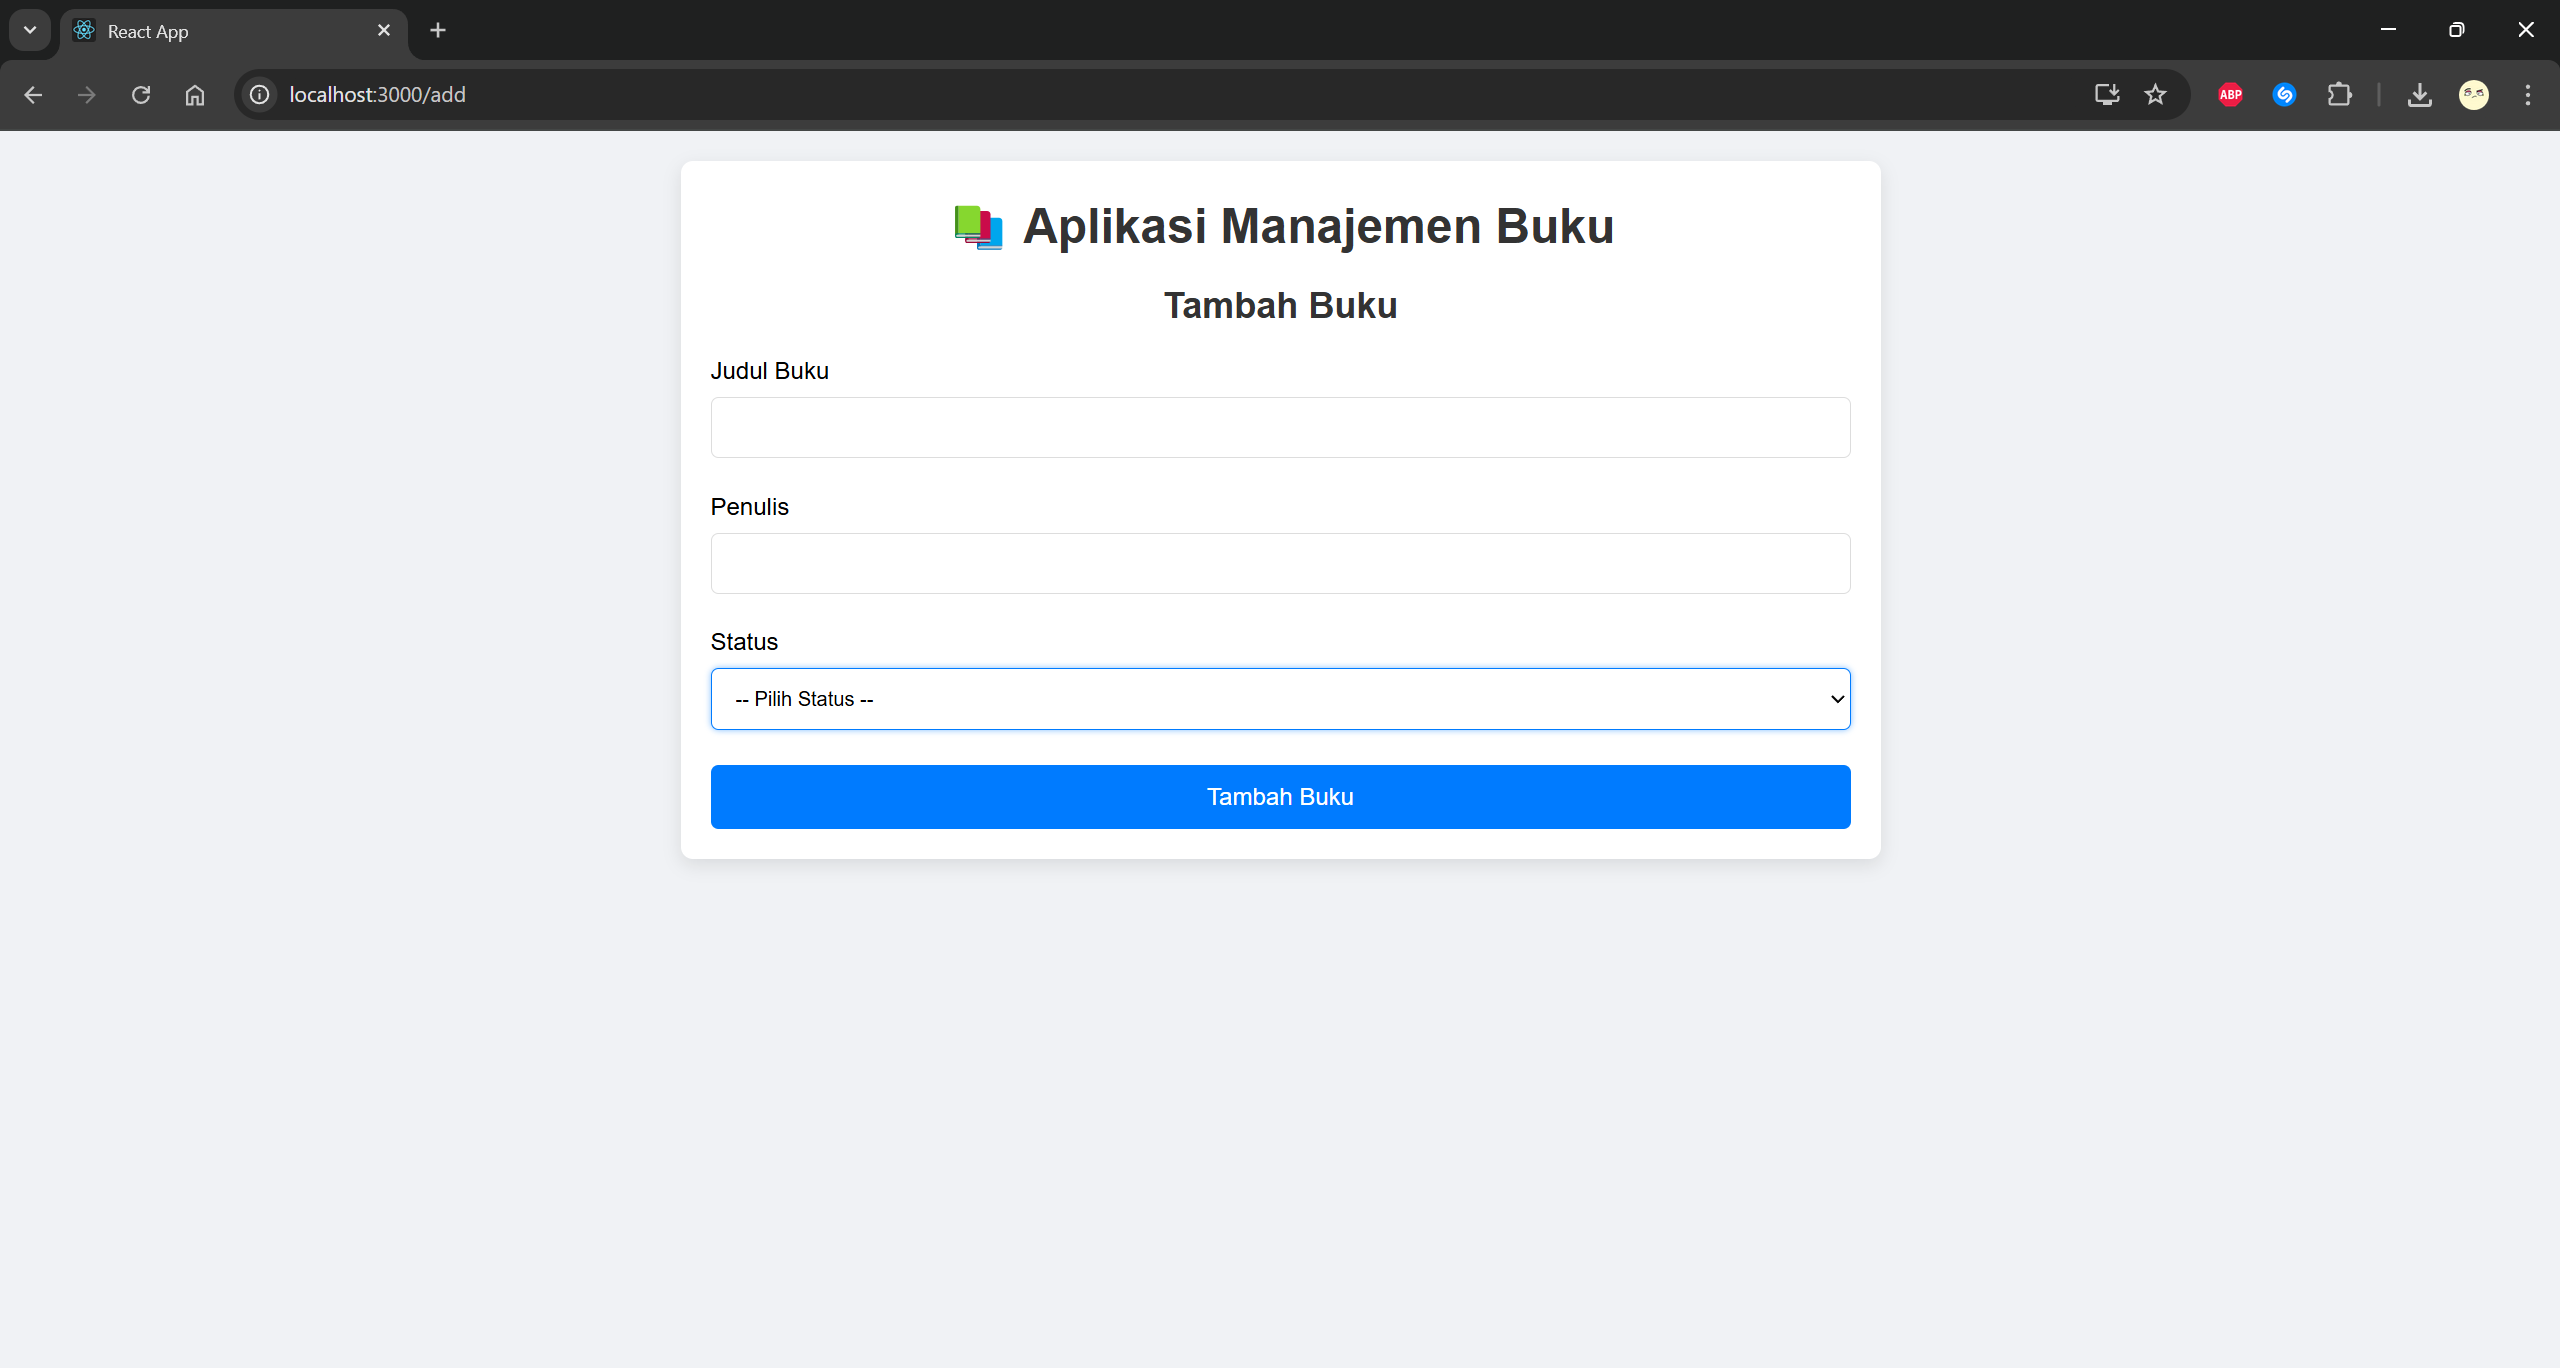 React App
localhost:3000/add
ABP
Aplikasi Manajemen Buku
Tambah Buku
Judul Buku
Penulis
Status
-- Pilih Status --
Tambah Buku